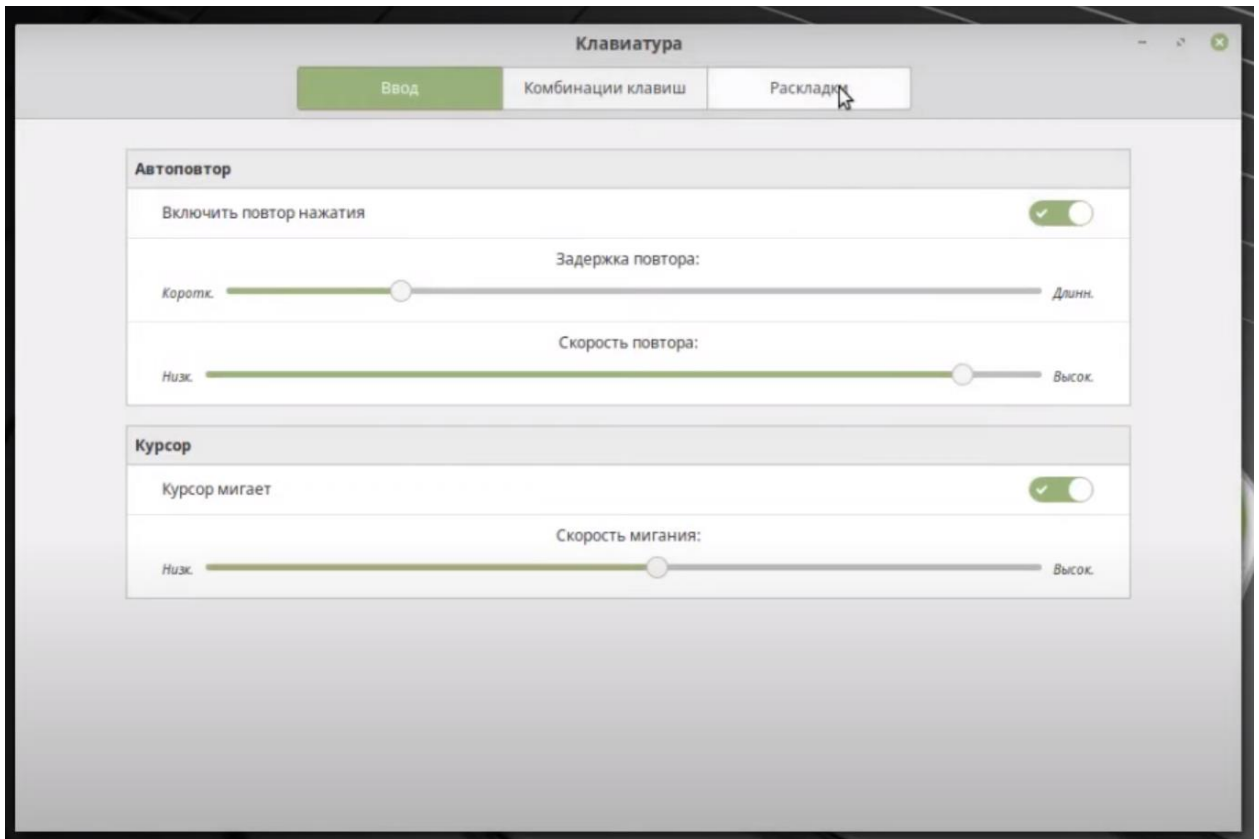 Клавиатура
Ввод Комбинации клавиш Раскладки
Автоповтор
Включить повтор нажатия
Задержка повтора:
Коротк. Длинн.
Скорость повтора:
Низк. Высок.
Курсор
Курсор мигает
Скорость мигания:
Низк. Высок.